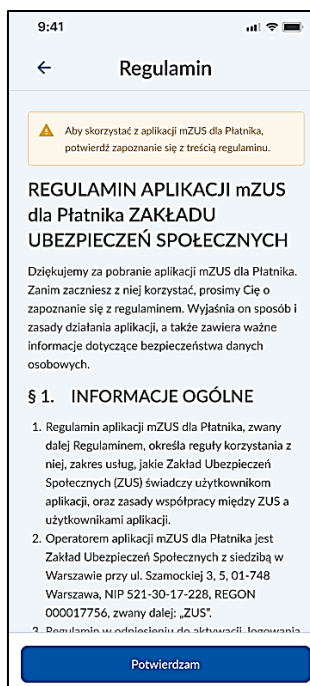 9:41
Regulamin
Aby skorzystać z aplikacji mZUS dla Płatnika,
potwierdź zapoznanie się z treścią regulaminu.
REGULAMIN APLIKACJI mZUS
dla Płatnika ZAKŁADU
UBEZPIECZEŃ SPOŁECZNYCH
Dziękujemy za pobranie aplikacji mZUS dla Płatnika.
Zanim zaczniesz z niej korzystać, prosimy Cię o
zapoznanie się z regulaminem. Wyjaśnia on sposób i
zasady działania aplikacji, a także zawiera ważne
informacje dotyczące bezpieczeństwa danych
osobowych.
§ 1. INFORMACJE OGÓLNE
1. Regulamin aplikacji mZUS dla Płatnika, zwany
dalej Regulaminem, określa reguły korzystania z
niej, zakres usług, jakie Zakład Ubezpieczeń
Społecznych (ZUS) świadczy użytkownikom
aplikacji, oraz zasady współpracy między ZUS a
użytkownikami aplikacji.
2. Operatorem aplikacji mZUS dla Płatnika jest
Zakład Ubezpieczeń Społecznych z siedzibą w
Warszawie przy ul. Szamockiej 3, 5, 01-748
Warszawa, NIP 521-30-17-228, REGON
000017756, zwany dalej: „ZUS”.
3. Regulamin w odniesieniu do aktywacji, logowania
Potwierdzam